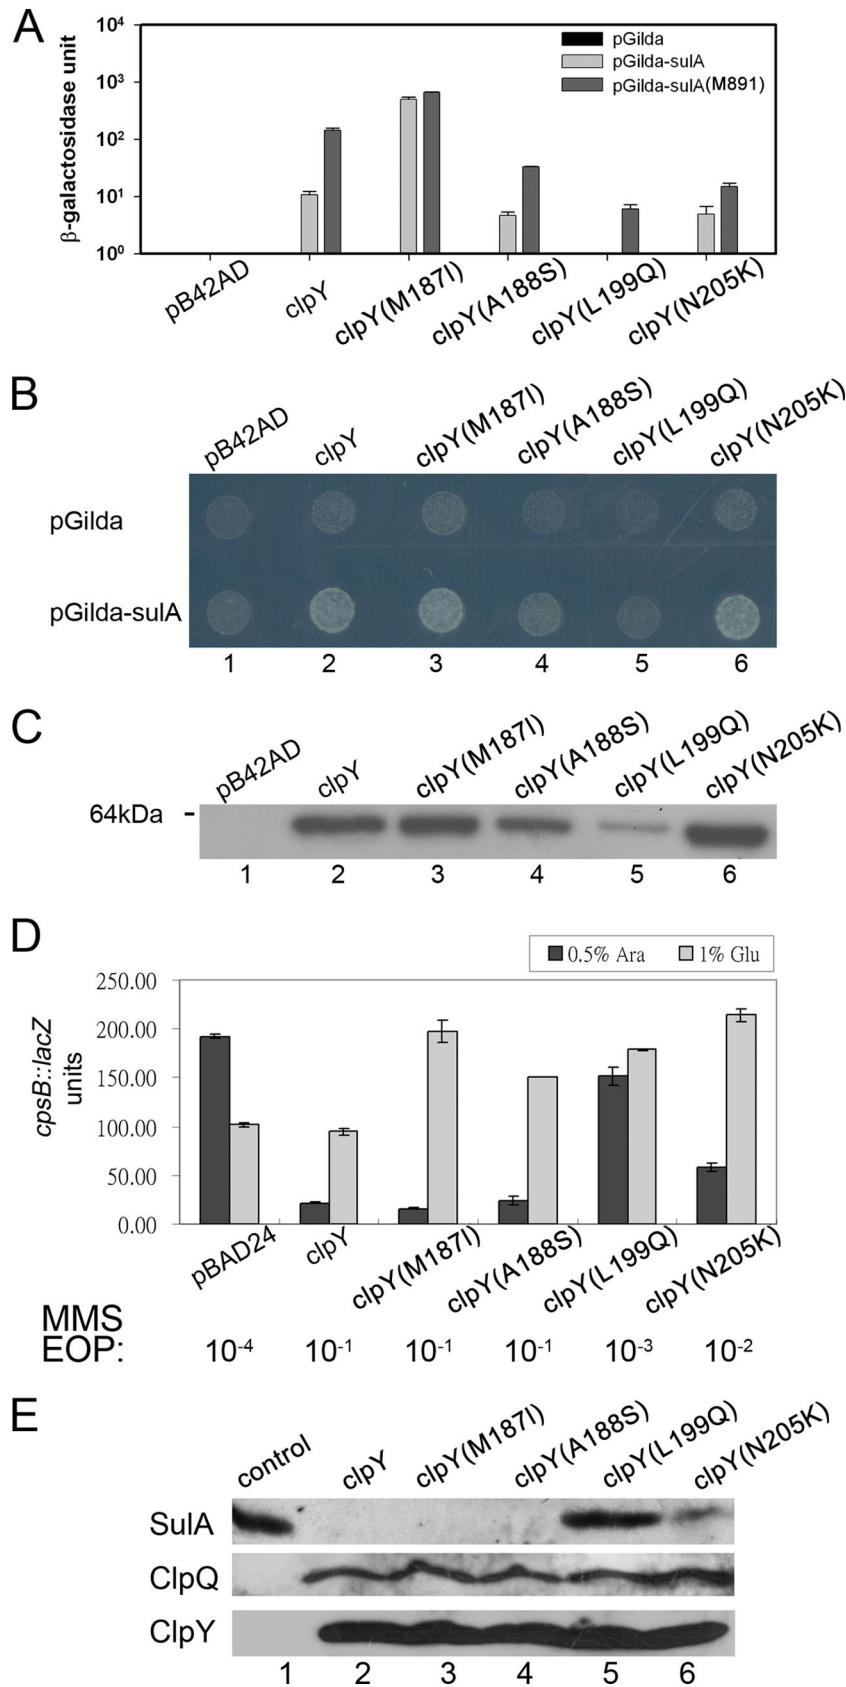 A
β-galactosidase unit
10⁴
10³
10²
10¹
10⁰
pGilda
pGilda-sulA
pGilda-sulA(M891)
pB42AD
clpY
clpY(M187I)
clpY(A188S)
clpY(L199Q)
clpY(N205K)
B
pB42AD
clpY
clpY(M187I)
clpY(A188S)
clpY(L199Q)
clpY(N205K)
pGilda
pGilda-sulA
1 2 3 4 5 6
C
pB42AD
clpY
clpY(M187I)
clpY(A188S)
clpY(L199Q)
clpY(N205K)
64kDa
1 2 3 4 5 6
D
0.5% Ara
1% Glu
cpsB::lacZ
units
250.00
200.00
150.00
100.00
50.00
0.00
pBAD24
clpY
clpY(M187I)
clpY(A188S)
clpY(L199Q)
clpY(N205K)
MMS
EOP: 10⁻⁴ 10⁻¹ 10⁻¹ 10⁻¹ 10⁻³ 10⁻²
E
control
clpY
clpY(M187I)
clpY(A188S)
clpY(L199Q)
clpY(N205K)
SulA
ClpQ
ClpY
1 2 3 4 5 6